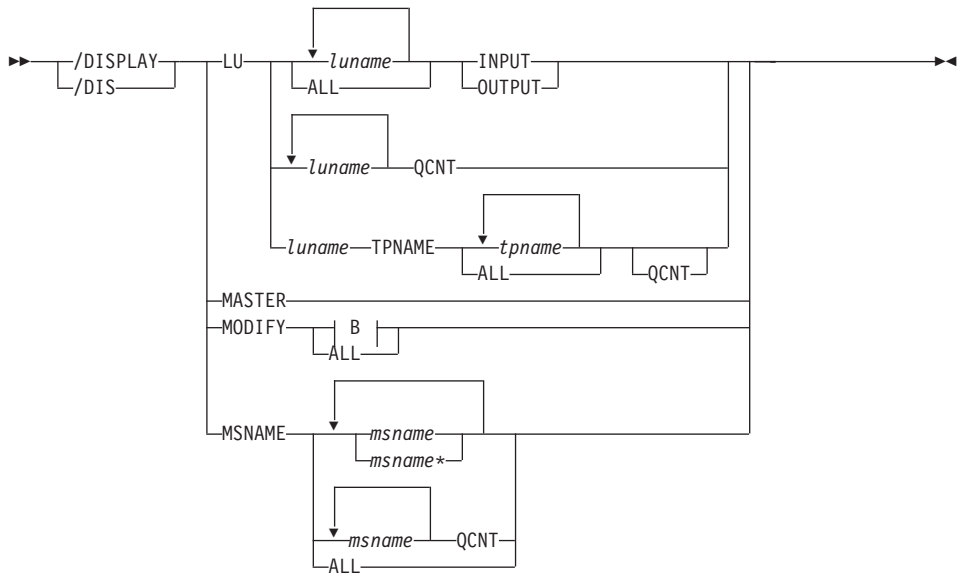 /DISPLAY LU luname INPUT
/DIS ALL OUTPUT
luname QCNT
luname TPNAME tpname
ALL QCNT
MASTER
MODIFY B
ALL
MSNAME msname
msname*
msname QCNT
ALL